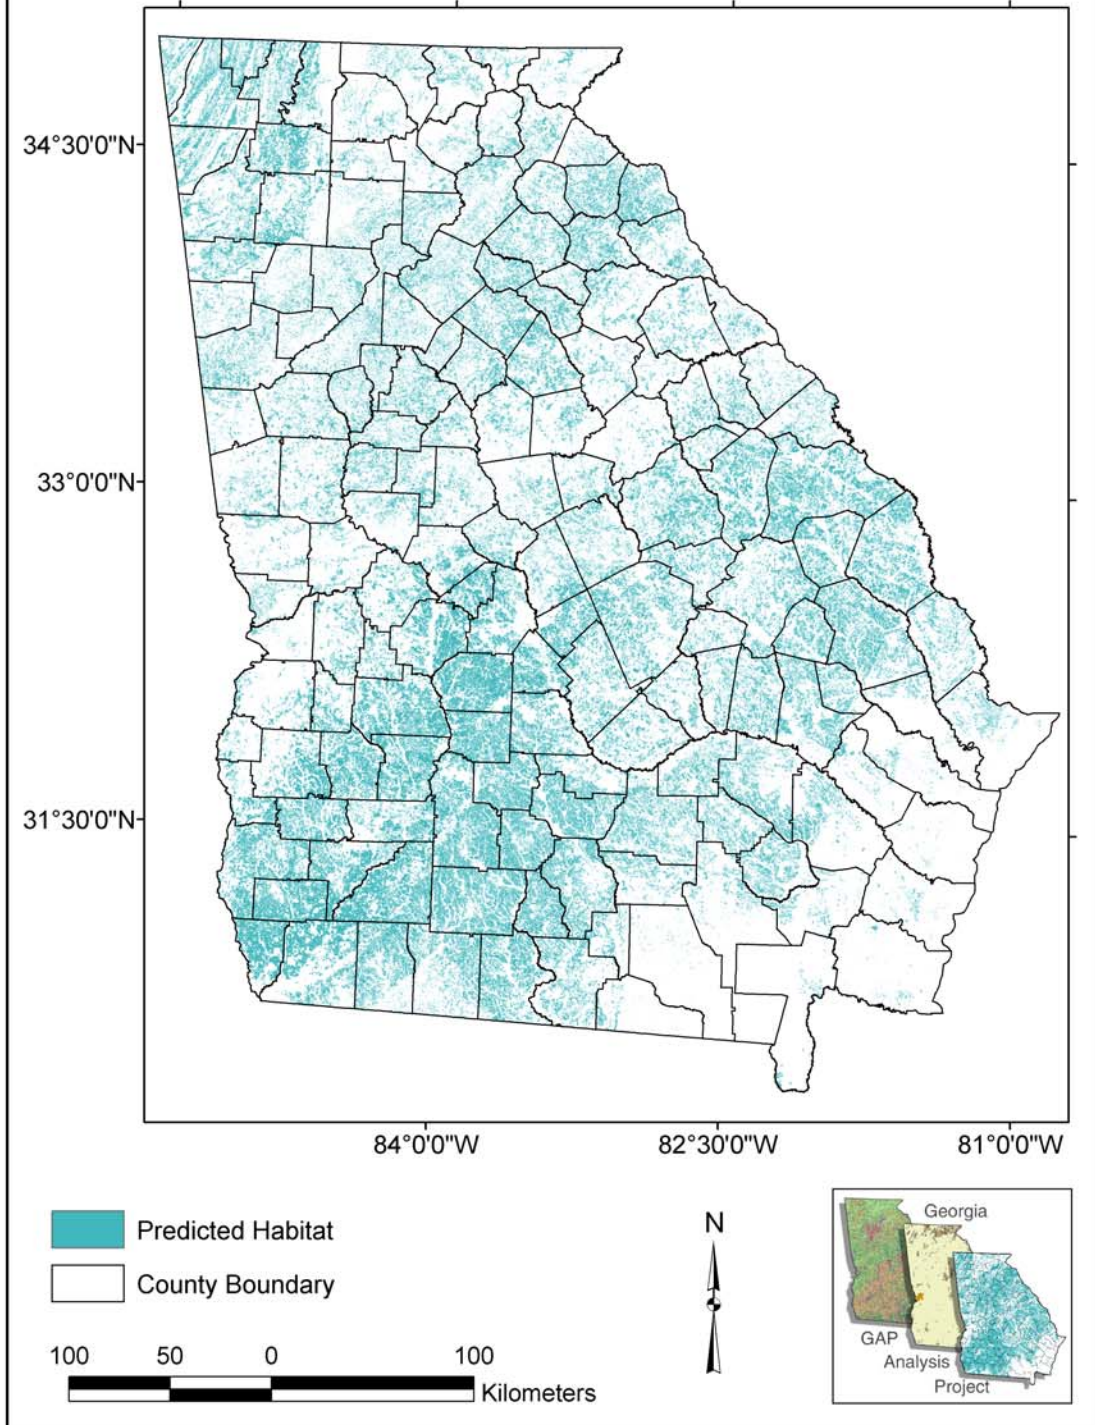 34°30'0"N
33°0'0"N
31°30'0"N
84°0'0"W 82°30'0"W 81°0'0"W
Predicted Habitat
County Boundary
N
100 50 0 100
Kilometers
Georgia
GAP
Analysis
Project